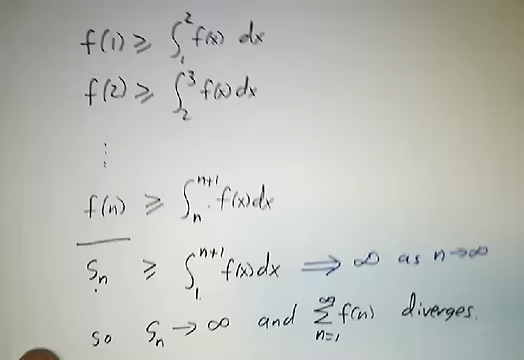 f(1) ≥ ∫₁² f(x) dx
f(2) ≥ ∫₂³ f(x) dx
⋮
f(n) ≥ ∫ₙⁿ⁺¹ f(x) dx
Sₙ ≥ ∫₁ⁿ⁺¹ f(x) dx ⟹ ∞ as n→∞
so Sₙ → ∞ and ∑_{n=1}^{∞} f(n) diverges.